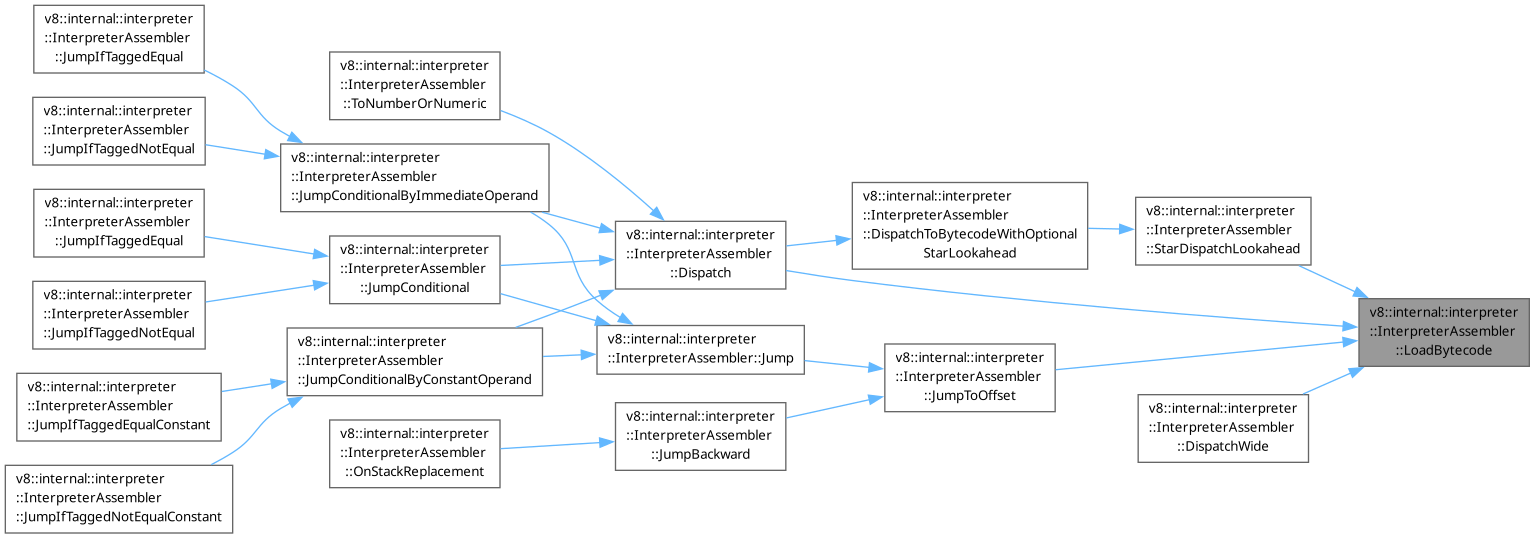 v8::internal::interpreter
::InterpreterAssembler
::JumpIfTaggedEqual
v8::internal::interpreter
::InterpreterAssembler
::JumpIfTaggedNotEqual
v8::internal::interpreter
::InterpreterAssembler
::JumpIfTaggedEqual
v8::internal::interpreter
::InterpreterAssembler
::JumpIfTaggedNotEqual
v8::internal::interpreter
::InterpreterAssembler
::JumpIfTaggedEqualConstant
v8::internal::interpreter
::InterpreterAssembler
::JumpIfTaggedNotEqualConstant
v8::internal::interpreter
::InterpreterAssembler
::ToNumberOrNumeric
v8::internal::interpreter
::InterpreterAssembler
::JumpConditionalByImmediateOperand
v8::internal::interpreter
::InterpreterAssembler
::JumpConditional
v8::internal::interpreter
::InterpreterAssembler
::JumpConditionalByConstantOperand
v8::internal::interpreter
::InterpreterAssembler
::OnStackReplacement
v8::internal::interpreter
::InterpreterAssembler
::Dispatch
v8::internal::interpreter
::InterpreterAssembler::Jump
v8::internal::interpreter
::InterpreterAssembler
::JumpBackward
v8::internal::interpreter
::InterpreterAssembler
::DispatchToBytecodeWithOptional
StarLookahead
v8::internal::interpreter
::InterpreterAssembler
::JumpToOffset
v8::internal::interpreter
::InterpreterAssembler
::StarDispatchLookahead
v8::internal::interpreter
::InterpreterAssembler
::DispatchWide
v8::internal::interpreter
::InterpreterAssembler
::LoadBytecode